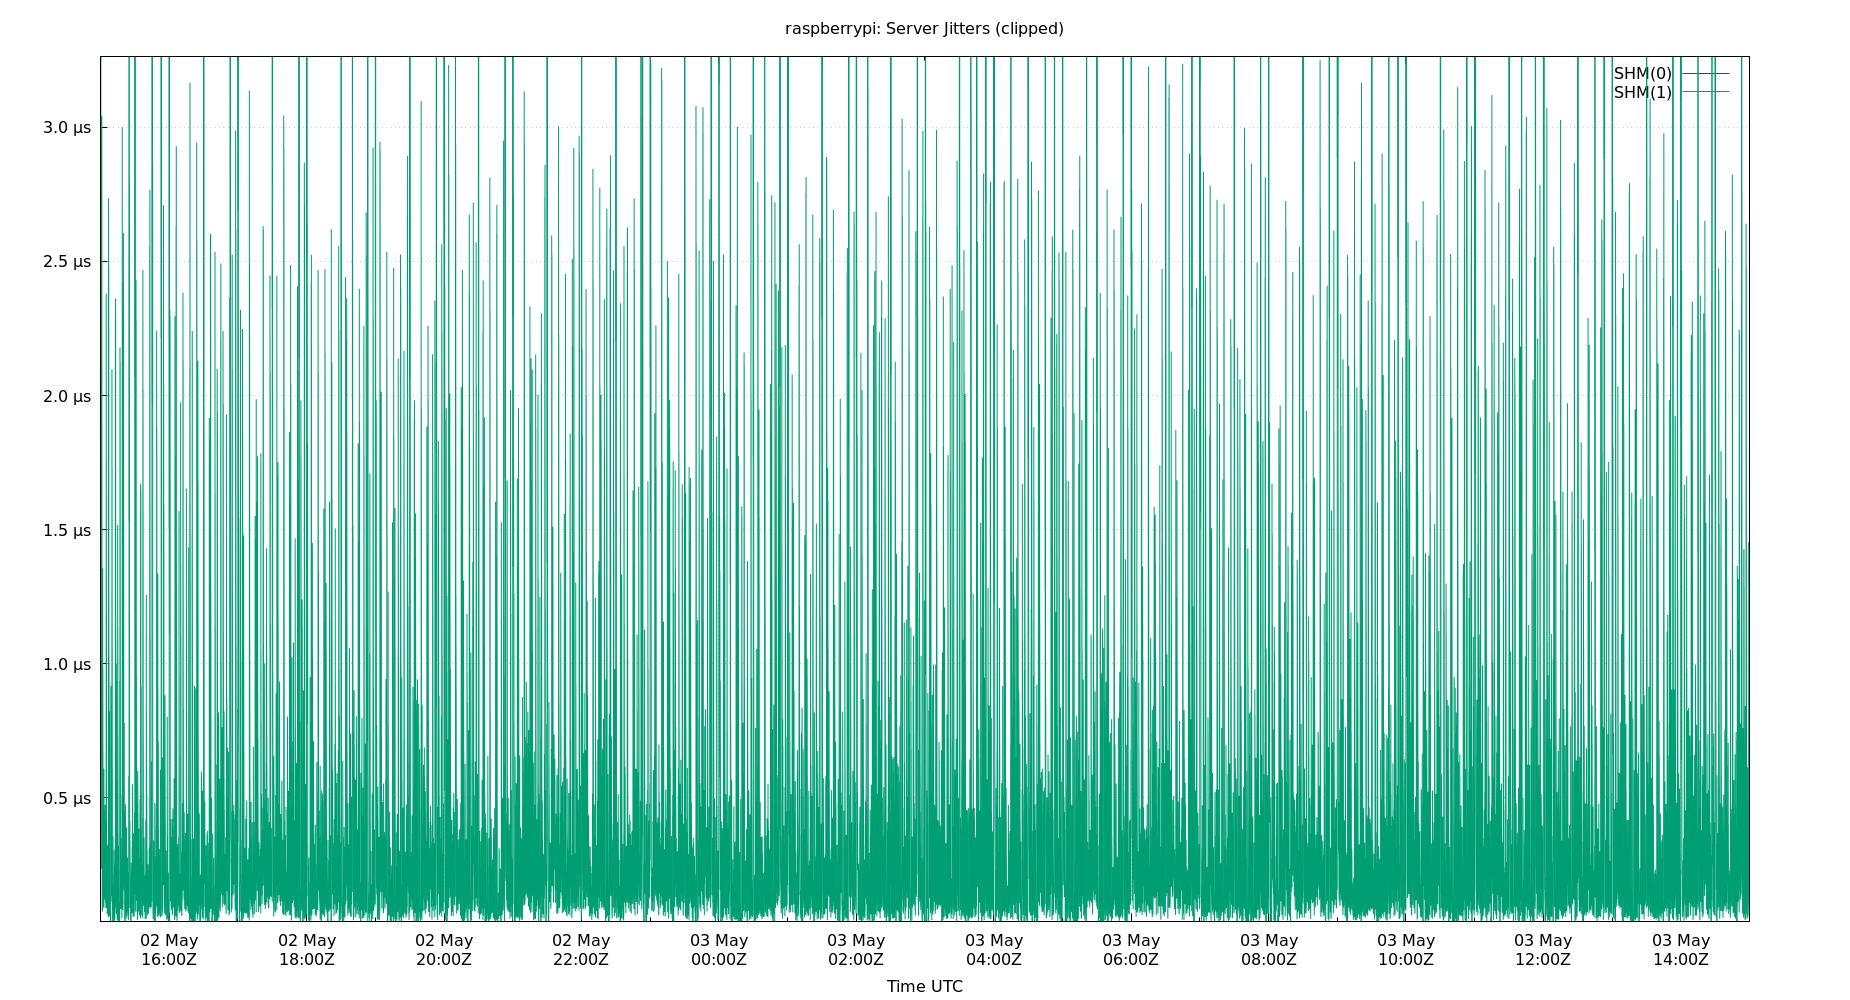 raspberrypi: Server Jitters (clipped)
SHM(0)
SHM(1)
3.0 μs
2.5 μs
2.0 μs
1.5 μs
1.0 μs
0.5 μs
02 May 02 May 02 May 02 May 03 May 03 May 03 May 03 May 03 May 03 May 03 May 03 May
16:00Z 18:00Z 20:00Z 22:00Z 00:00Z 02:00Z 04:00Z 06:00Z 08:00Z 10:00Z 12:00Z 14:00Z
Time UTC